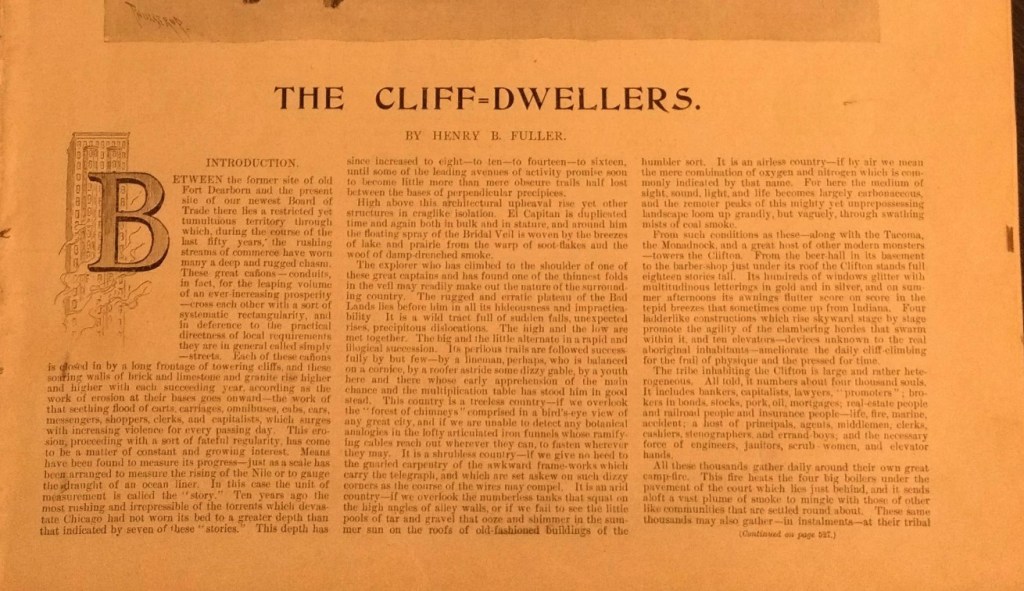 THE CLIFF=DWELLERS.
BY HENRY B. FULLER.
INTRODUCTION.
BETWEEN the former site of old
Fort Dearborn and the present
site of our newest Board of
Trade there lies a restricted yet
tumultuous territory through
which, during the course of the
last fifty years, the rushing
streams of commerce have worn
many a deep and rugged chasm.
These great cañons—conduits,
in fact, for the leaping volume
of an ever-increasing prosperity
—cross each other with a sort of
systematic rectangularity, and
in deference to the practical
directness of local requirements
they are in general called simply
—streets. Each of these cañons
is closed in by a long frontage of towering cliffs, and these
soaring walls of brick and limestone and granite rise higher
and higher with each succeeding year, according as the
work of erosion at their bases goes onward—the work of
that seething flood of carts, carriages, omnibuses, cabs, cars,
messengers, shoppers, clerks, and capitalists, which surges
with increasing violence for every passing day. This ero-
sion, proceeding with a sort of fateful regularity, has come
to be a matter of constant and growing interest. Means
have been found to measure its progress—just as a scale has
been arranged to measure the rising of the Nile or to gauge
the draught of an ocean liner. In this case the unit of
measurement is called the "story." Ten years ago the
most rushing and irrepressible of the torrents which devas-
tate Chicago had not worn its bed to a greater depth than
that indicated by seven of these "stories." This depth has
since increased to eight—to ten—to fourteen—to sixteen,
until some of the leading avenues of activity promise soon
to become little more than mere obscure trails half lost
between the bases of perpendicular precipices.
High above this architectural upheaval rise yet other
structures in craglike isolation. El Capitan is duplicated
time and again both in bulk and in stature, and around him
the floating spray of the Bridal Veil is woven by the breezes
of lake and prairie from the warp of soot-flakes and the
woof of damp-drenched smoke.
The explorer who has climbed to the shoulder of one of
these great captains and has found one of the thinnest folds
in the veil may readily make out the nature of the surround-
ing country. The rugged and erratic plateau of the Bad
Lands lies before him in all its hideousness and impractica-
bility. It is a wild tract full of sudden falls, unexpected
rises, precipitous dislocations. The high and the low are
met together. The big and the little alternate in a rapid and
illogical succession. Its perilous trails are followed success-
fully by but few—by a lineman, perhaps, who is balanced
on a cornice, by a roofer astride some dizzy gable, by a youth
here and there whose early apprehension of the main
chance and the multiplication table has stood him in good
stead. This country is a treeless country—if we overlook
the "forest of chimneys" comprised in a bird's-eye view of
any great city, and if we are unable to detect any botanical
analogies in the lofty articulated iron funnels whose ramify-
ing cables reach out wherever they can, to fasten wherever
they may. It is a shrubless country—if we give no heed to
the gnarled carpentry of the awkward frame-works which
carry the telegraph, and which are set askew on such dizzy
corners as the course of the wires may compel. It is an arid
country—if we overlook the numberless tanks that squat on
the high angles of alley walls, or if we fail to see the little
pools of tar and gravel that ooze and shimmer in the sum-
mer sun on the roofs of old-fashioned buildings of the
humbler sort. It is an airless country—if by air we mean
the mere combination of oxygen and nitrogen which is com-
monly indicated by that name. For here the medium of
sight, sound, light, and life becomes largely carbonaceous,
and the remoter peaks of this mighty yet unprepossessing
landscape loom up grandly, but vaguely, through swathing
mists of coal smoke.
From such conditions as these—along with the Tacoma,
the Monadnock, and a great host of other modern monsters
—towers the Clifton. From the beer-hall in its basement
to the barber-shop just under its roof the Clifton stands full
eighteen stories tall. Its hundreds of windows glitter with
multitudinous letterings in gold and in silver, and on sum-
mer afternoons its awnings flutter score on score in the
tepid breezes that sometimes come up from Indiana. Four
ladderlike constructions which rise skyward stage by stage
promote the agility of the clambering hordes that swarm
within it, and ten elevators—devices unknown to the real
aboriginal inhabitants—ameliorate the daily cliff-climbing
for the frail of physique and the pressed for time.
The tribe inhabiting the Clifton is large and rather hete-
rogeneous. All told, it numbers about four thousand souls.
It includes bankers, capitalists, lawyers, "promoters"; bro-
kers in bonds, stocks, pork, oil, mortgages; real-estate people
and railroad people and insurance people—life, fire, marine,
accident; a host of principals, agents, middlemen, clerks,
cashiers, stenographers, and errand-boys; and the necessary
force of engineers, janitors, scrub-women, and elevator
hands.
All these thousands gather daily around their own great
camp-fire. This fire heats the four big boilers under the
pavement of the court which lies just behind, and it sends
aloft a vast plume of smoke to mingle with those of other
like communities that are settled round about. These same
thousands may also gather—in instalments—at their tribal
(Continued on page 527.)